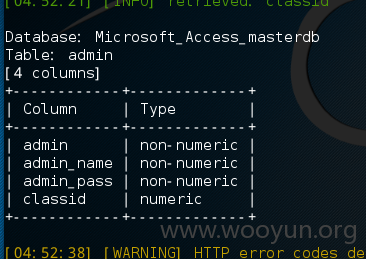 [04:52:21] [INFO] retrieved: classid
Database: Microsoft_Access_masterdb
Table: admin
[4 columns]
+------------+-------------+
| Column | Type |
+------------+-------------+
| admin | non-numeric |
| admin_name | non-numeric |
| admin_pass | non-numeric |
| classid | numeric |
+------------+-------------+
www.wooyun.org
[04:52:38] [WARNING] HTTP error codes de